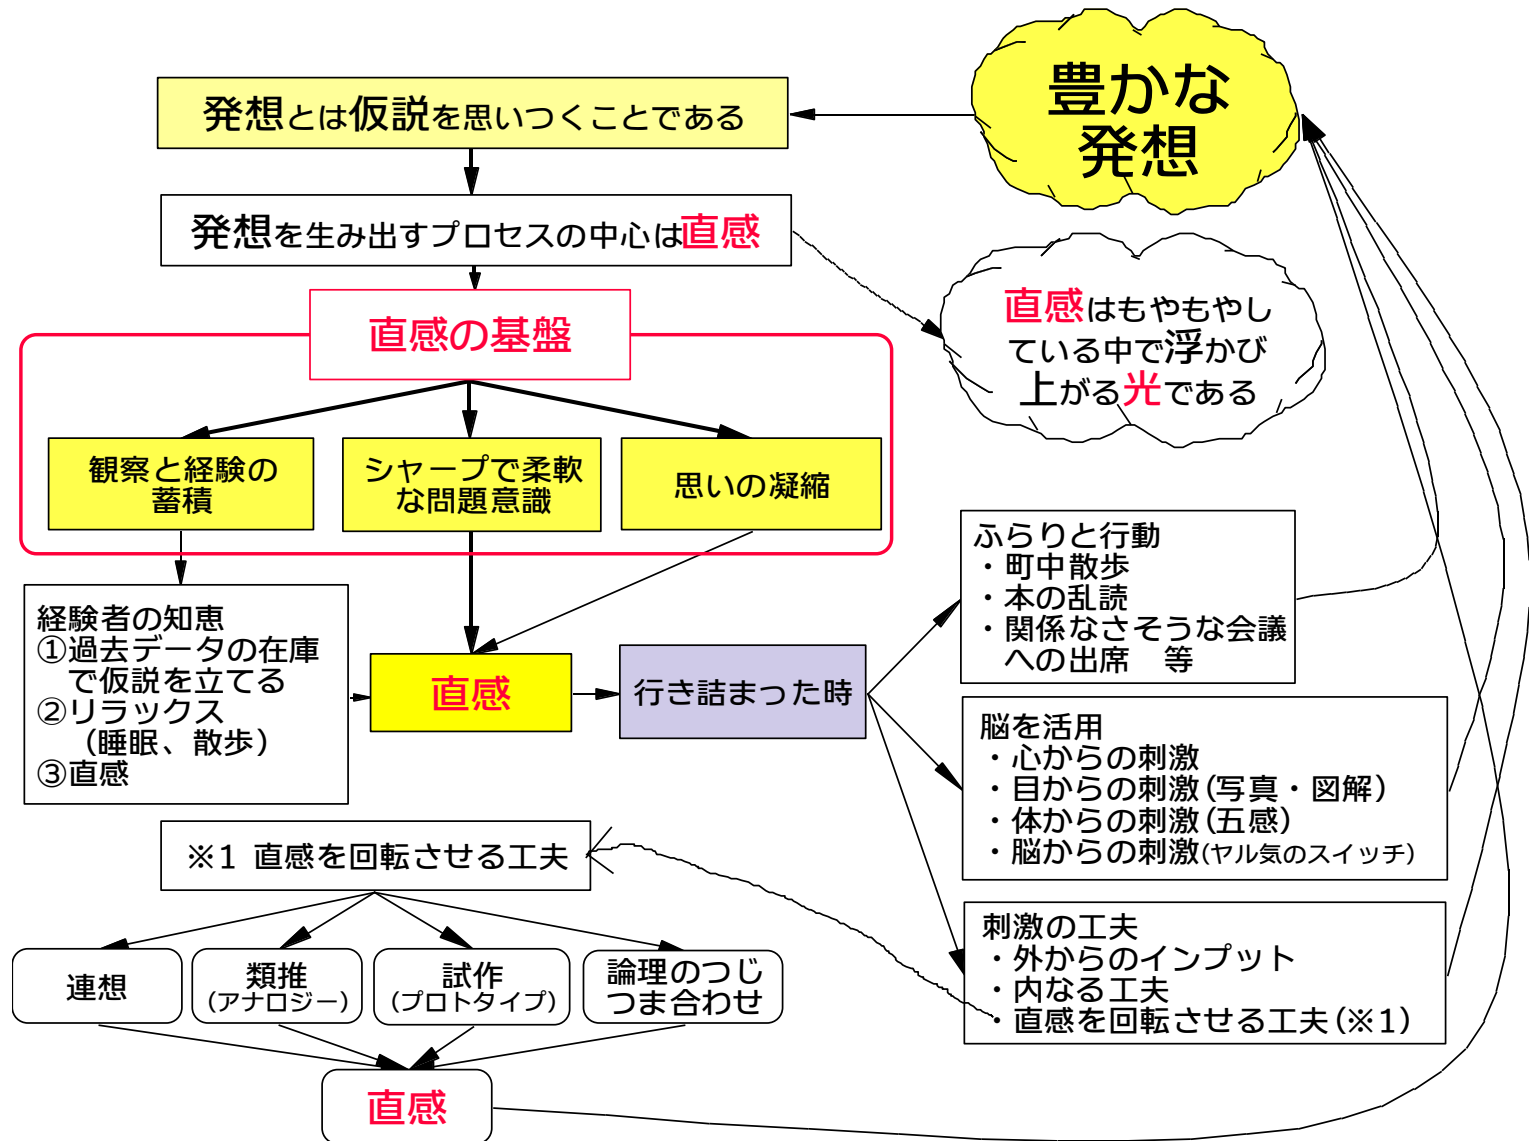 豊かな
発想
発想とは仮説を思いつくことである
発想を生み出すプロセスの中心は直感
直感はもやもやし
ている中で浮かび
上がる光である
直感の基盤
観察と経験の
蓄積
シャープで柔軟
な問題意識
思いの凝縮
経験者の知恵
①過去データの在庫
で仮説を立てる
②リラックス
（睡眠、散歩）
③直感
直感
行き詰まった時
ふらりと行動
・町中散歩
・本の乱読
・関係なさそうな会議
への出席　等
脳を活用
・心からの刺激
・目からの刺激（写真・図解）
・体からの刺激（五感）
・脳からの刺激（ヤル気のスイッチ）
刺激の工夫
・外からのインプット
・内なる工夫
・直感を回転させる工夫（※1）
※1 直感を回転させる工夫
連想
類推
（アナロジー）
試作
（プロトタイプ）
論理のつじ
つま合わせ
直感